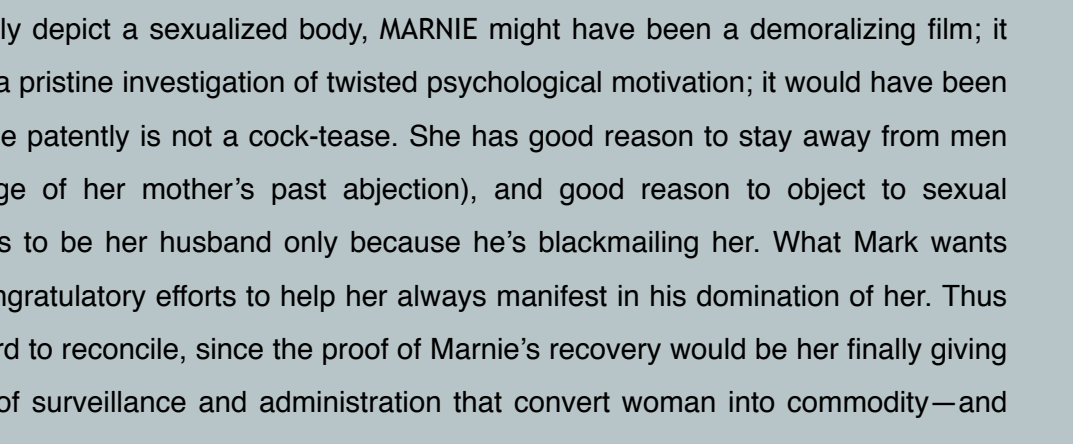 ly depict a sexualized body, MARNIE might have been a demoralizing film; it
a pristine investigation of twisted psychological motivation; it would have been
e patently is not a cock-tease. She has good reason to stay away from men
ge of her mother’s past abjection), and good reason to object to sexual
s to be her husband only because he’s blackmailing her. What Mark wants
ngratulatory efforts to help her always manifest in his domination of her. Thus
rd to reconcile, since the proof of Marnie’s recovery would be her finally giving
of surveillance and administration that convert woman into commodity—and